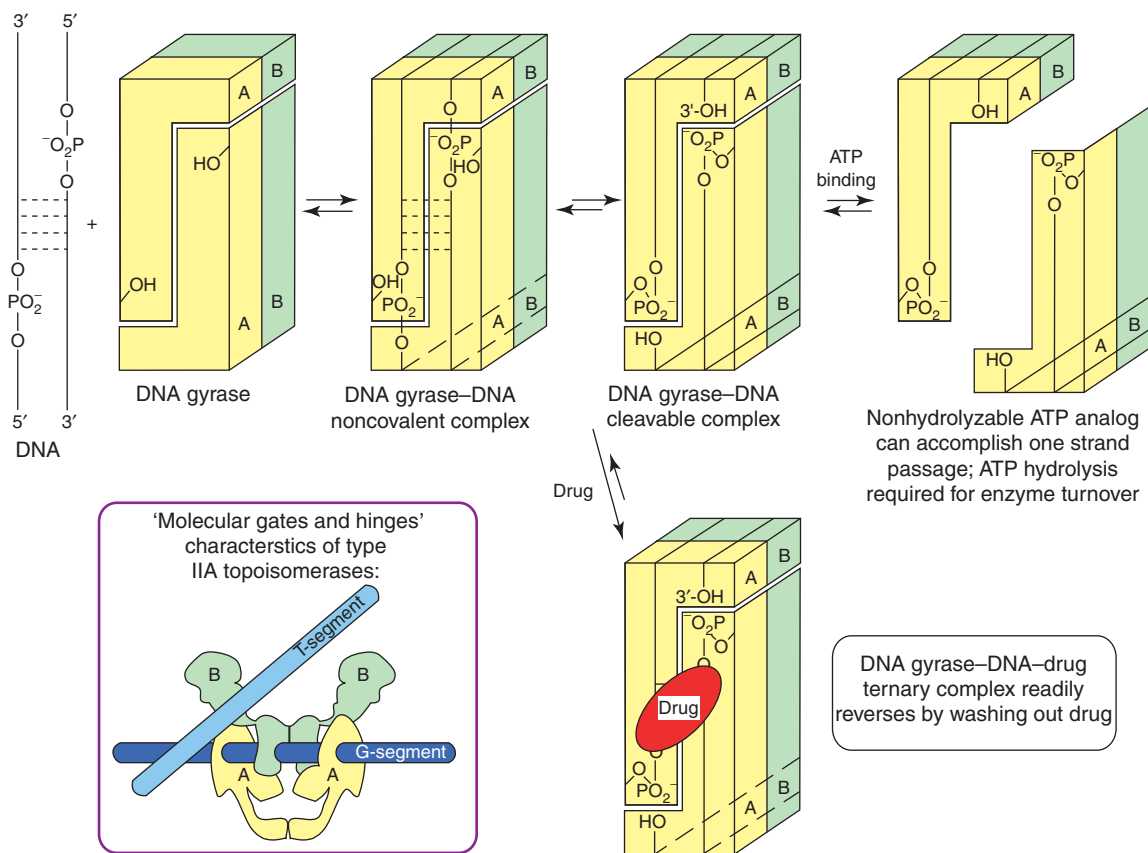 3′ 5′
O
⁻O₂P
O
+
O
PO₂⁻
O
5′ 3′
DNA
B
A
HO
OH
A
B
DNA gyrase
B
A
O
⁻O₂P
HO
O
O
OH
PO₂⁻
O
A
B
DNA gyrase–DNA
noncovalent complex
B
A
3'-OH
⁻O₂P
O
O
O
O
PO₂⁻
HO
A
B
DNA gyrase–DNA
cleavable complex
ATP
binding
B
A
OH
O
O
PO₂⁻
⁻O₂P
O
O
HO
A
B
Nonhydrolyzable ATP analog
can accomplish one strand
passage; ATP hydrolysis
required for enzyme turnover
Drug
B
A
3′-OH
⁻O₂P
O
O
Drug
O
O
PO₂⁻
HO
A
B
DNA gyrase–DNA–drug
ternary complex readily
reverses by washing out drug
'Molecular gates and hinges'
characterstics of type
IIA topoisomerases:
T-segment
B B
G-segment
A A